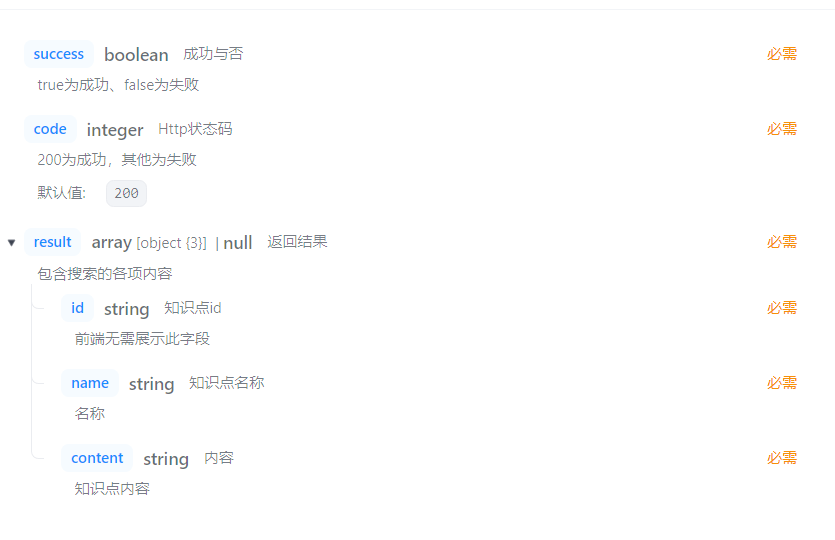 success boolean 成功与否 必需
true为成功、false为失败
code integer Http状态码 必需
200为成功，其他为失败
默认值: 200
result array [object {3}] | null 返回结果 必需
包含搜索的各项内容
id string 知识点id 必需
前端无需展示此字段
name string 知识点名称 必需
名称
content string 内容 必需
知识点内容